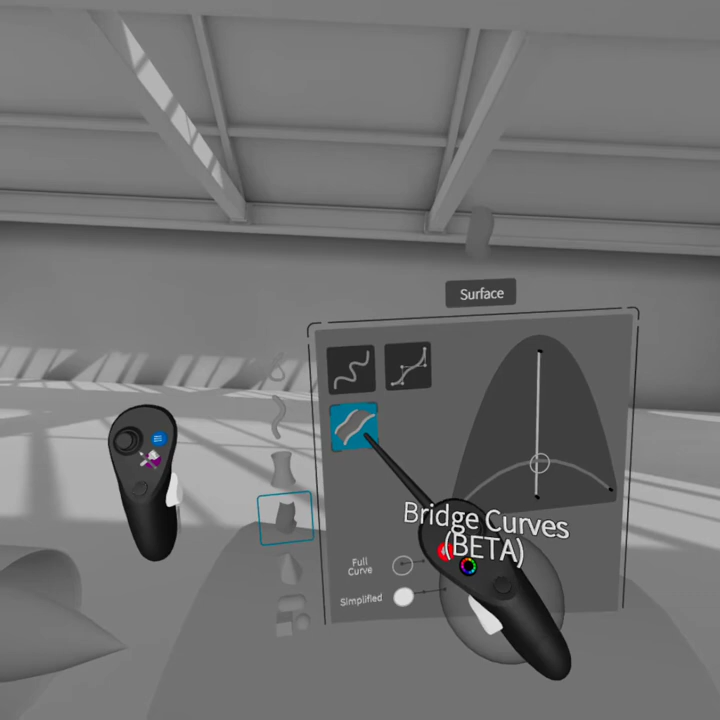 Surface
Bridge Curves
(BETA)
Full
Curve
Simplified